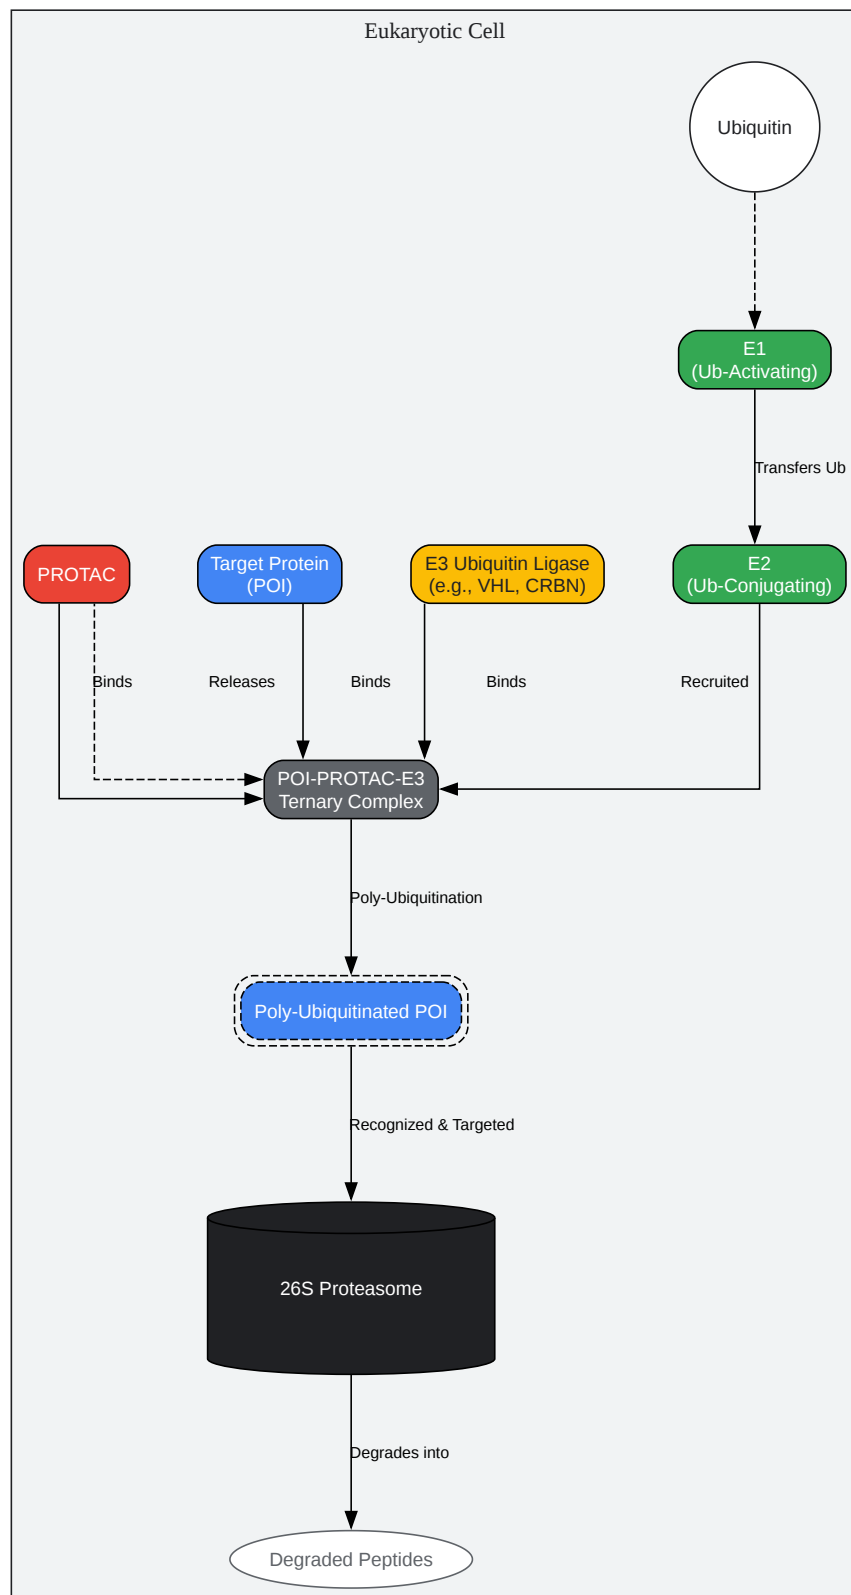 Eukaryotic Cell
Ubiquitin
E1
(Ub-Activating)
Transfers Ub
PROTAC
Target Protein
(POI)
E3 Ubiquitin Ligase
(e.g., VHL, CRBN)
E2
(Ub-Conjugating)
Binds
Releases
Binds
Binds
Recruited
POI-PROTAC-E3
Ternary Complex
Poly-Ubiquitination
Poly-Ubiquitinated POI
Recognized & Targeted
26S Proteasome
Degrades into
Degraded Peptides